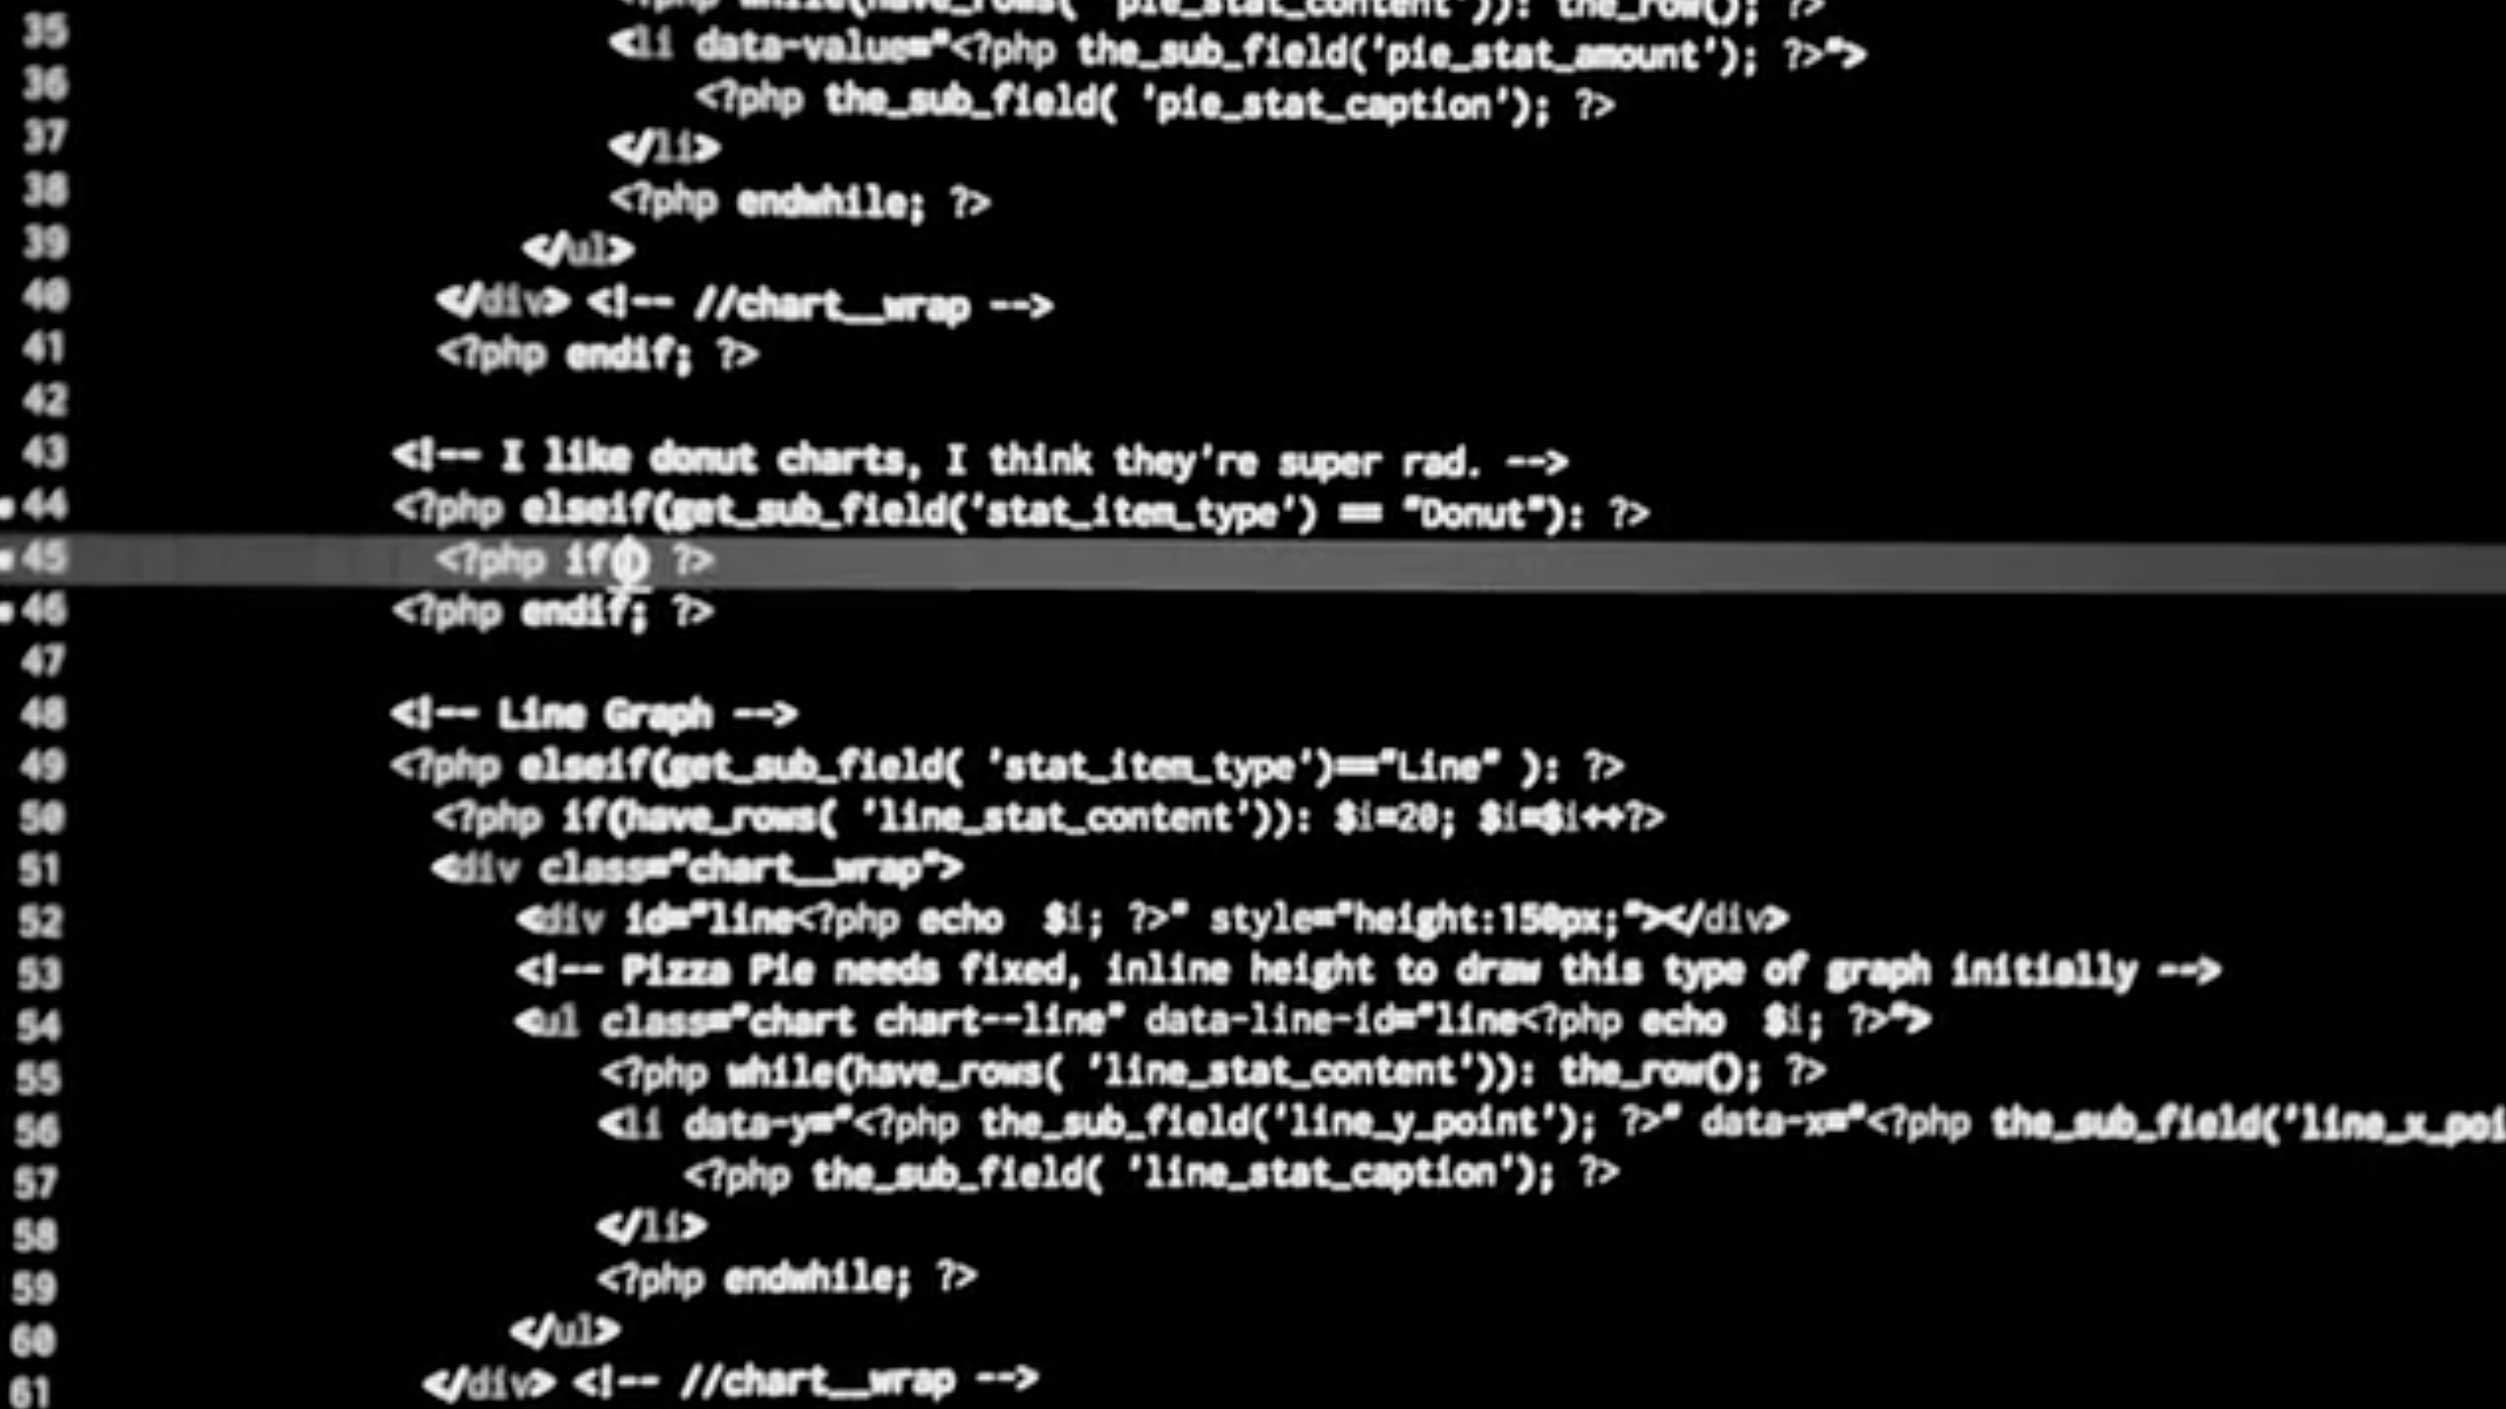 <?php while(have_rows( 'pie_stat_content')): the_row(); ?>
35 <li data-value="<?php the_sub_field('pie_stat_amount'); ?>">
36 <?php the_sub_field( 'pie_stat_caption'); ?>
37 </li>
38 <?php endwhile; ?>
39 </ul>
40 </div> <!-- //chart__wrap -->
41 <?php endif; ?>
42
43 <!-- I like donut charts, I think they're super rad. -->
44 <?php elseif(get_sub_field('stat_item_type') == "Donut"): ?>
45 <?php if() ?>
46 <?php endif; ?>
47
48 <!-- Line Graph -->
49 <?php elseif(get_sub_field( 'stat_item_type')=="Line" ): ?>
50 <?php if(have_rows( 'line_stat_content')): $i=20; $i=$i++?>
51 <div class="chart__wrap">
52 <div id="line<?php echo  $i; ?>" style="height:150px;"></div>
53 <!-- Pizza Pie needs fixed, inline height to draw this type of graph initially -->
54 <ul class="chart chart--line" data-line-id="line<?php echo  $i; ?>">
55 <?php while(have_rows( 'line_stat_content')): the_row(); ?>
56 <li data-y="<?php the_sub_field('line_y_point'); ?>" data-x="<?php the_sub_field('line_x_poi
57 <?php the_sub_field( 'line_stat_caption'); ?>
58 </li>
59 <?php endwhile; ?>
60 </ul>
61 </div> <!-- //chart__wrap -->